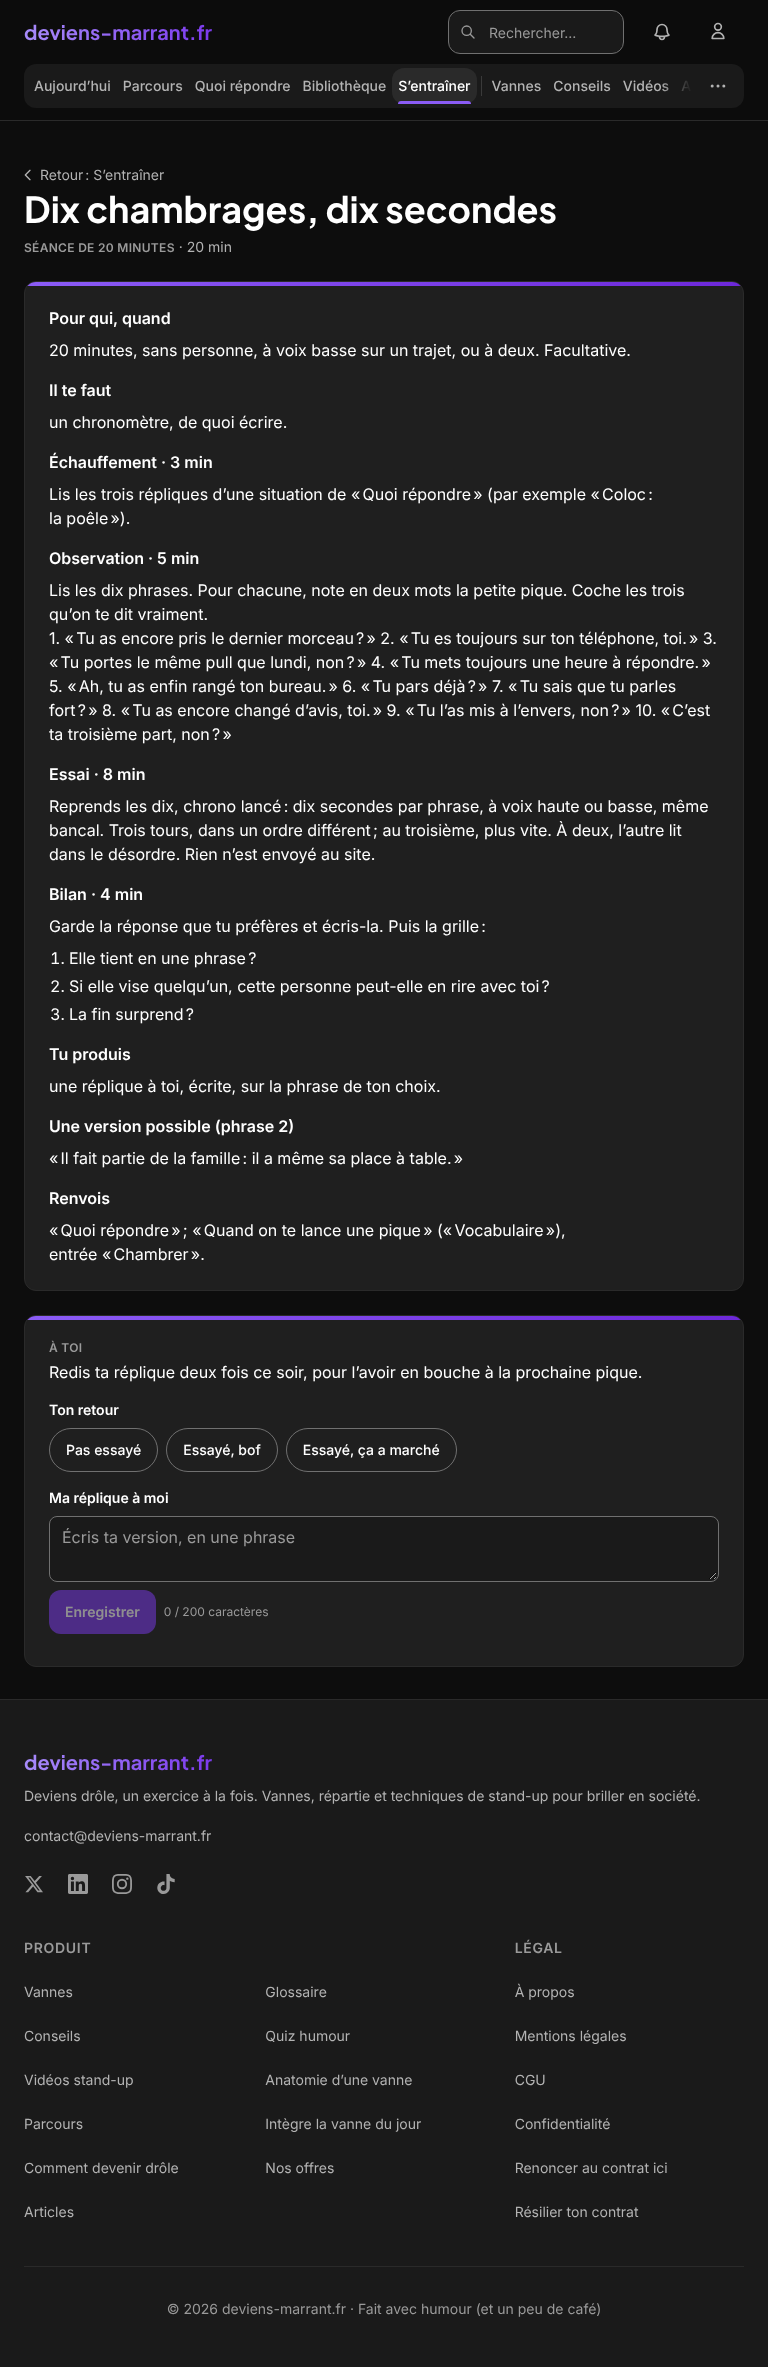 deviens-marrant.fr
Rechercher...
Aujourd’hui Parcours Quoi répondre Bibliothèque S’entraîner Vannes Conseils Vidéos
Retour : S’entraîner
Dix chambrages, dix secondes
SÉANCE DE 20 MINUTES · 20 min
Pour qui, quand
20 minutes, sans personne, à voix basse sur un trajet, ou à deux. Facultative.
Il te faut
un chronomètre, de quoi écrire.
Échauffement · 3 min
Lis les trois répliques d’une situation de « Quoi répondre » (par exemple « Coloc :
la poêle »).
Observation · 5 min
Lis les dix phrases. Pour chacune, note en deux mots la petite pique. Coche les trois
qu’on te dit vraiment.
1. « Tu as encore pris le dernier morceau ? » 2. « Tu es toujours sur ton téléphone, toi. » 3.
« Tu portes le même pull que lundi, non ? » 4. « Tu mets toujours une heure à répondre. »
5. « Ah, tu as enfin rangé ton bureau. » 6. « Tu pars déjà ? » 7. « Tu sais que tu parles
fort ? » 8. « Tu as encore changé d’avis, toi. » 9. « Tu l’as mis à l’envers, non ? » 10. « C’est
ta troisième part, non ? »
Essai · 8 min
Reprends les dix, chrono lancé : dix secondes par phrase, à voix haute ou basse, même
bancal. Trois tours, dans un ordre différent ; au troisième, plus vite. À deux, l’autre lit
dans le désordre. Rien n’est envoyé au site.
Bilan · 4 min
Garde la réponse que tu préfères et écris-la. Puis la grille :
1. Elle tient en une phrase ?
2. Si elle vise quelqu’un, cette personne peut-elle en rire avec toi ?
3. La fin surprend ?
Tu produis
une réplique à toi, écrite, sur la phrase de ton choix.
Une version possible (phrase 2)
« Il fait partie de la famille : il a même sa place à table. »
Renvois
« Quoi répondre » ; « Quand on te lance une pique » (« Vocabulaire »),
entrée « Chambrer ».
À TOI
Redis ta réplique deux fois ce soir, pour l’avoir en bouche à la prochaine pique.
Ton retour
Pas essayé Essayé, bof Essayé, ça a marché
Ma réplique à moi
Écris ta version, en une phrase
Enregistrer 0 / 200 caractères
deviens-marrant.fr
Deviens drôle, un exercice à la fois. Vannes, répartie et techniques de stand-up pour briller en société.
contact@deviens-marrant.fr
PRODUIT LÉGAL
Vannes Glossaire À propos
Conseils Quiz humour Mentions légales
Vidéos stand-up Anatomie d’une vanne CGU
Parcours Intègre la vanne du jour Confidentialité
Comment devenir drôle Nos offres Renoncer au contrat ici
Articles Résilier ton contrat
© 2026 deviens-marrant.fr · Fait avec humour (et un peu de café)